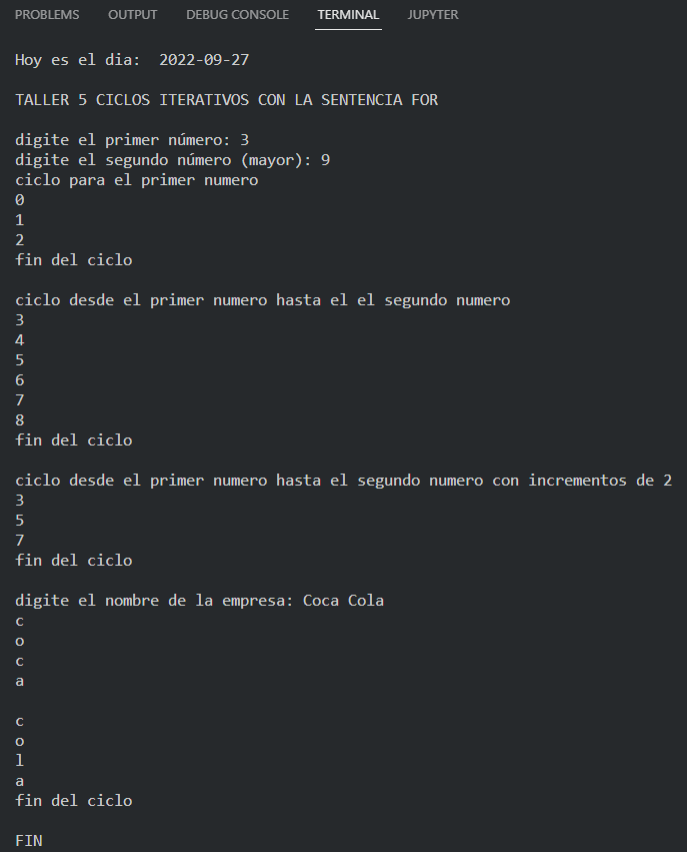 PROBLEMS OUTPUT DEBUG CONSOLE TERMINAL JUPYTER
Hoy es el dia:  2022-09-27
TALLER 5 CICLOS ITERATIVOS CON LA SENTENCIA FOR
digite el primer número: 3
digite el segundo número (mayor): 9
ciclo para el primer numero
0
1
2
fin del ciclo
ciclo desde el primer numero hasta el el segundo numero
3
4
5
6
7
8
fin del ciclo
ciclo desde el primer numero hasta el segundo numero con incrementos de 2
3
5
7
fin del ciclo
digite el nombre de la empresa: Coca Cola
c
o
c
a
c
o
l
a
fin del ciclo
FIN